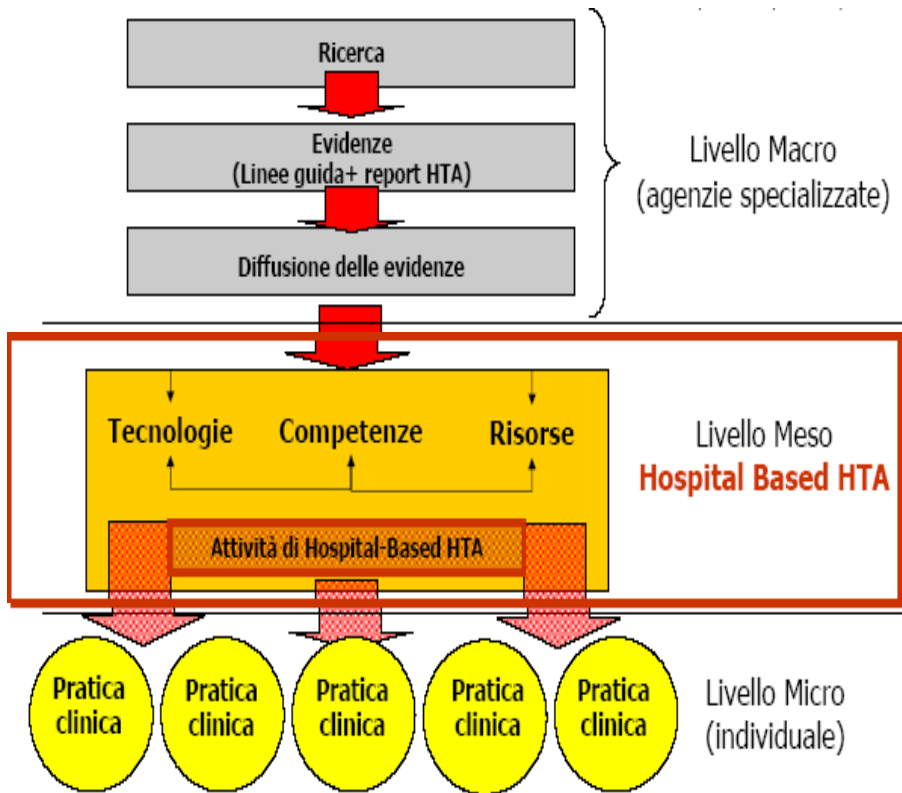 Ricerca
Evidenze
(Linee guida+ report HTA)
Diffusione delle evidenze
Livello Macro
(agenzie specializzate)
Tecnologie
Competenze
Risorse
Livello Meso
Hospital Based HTA
Attività di Hospital-Based HTA
Pratica
clinica
Pratica
clinica
Pratica
clinica
Pratica
clinica
Pratica
clinica
Livello Micro
(individuale)